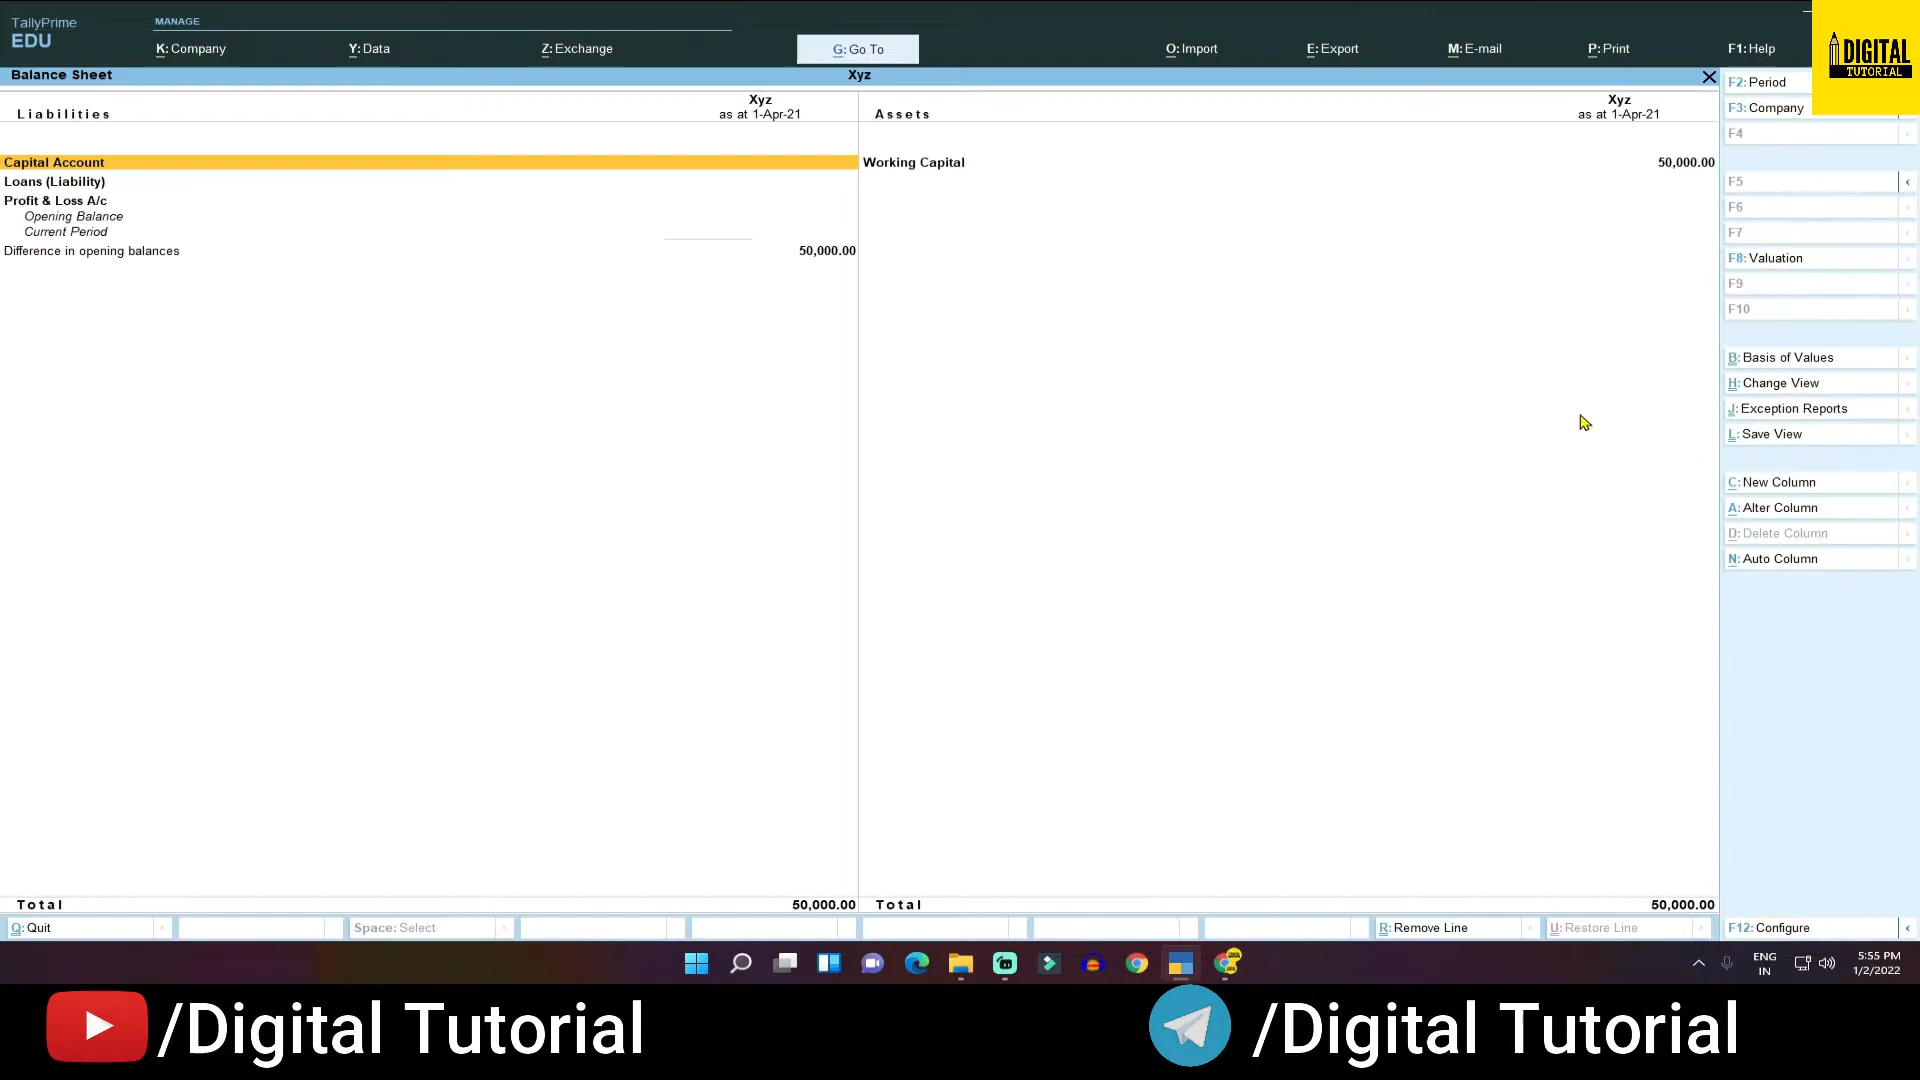 TallyPrime
EDU
MANAGE
K: Company
Y: Data
Z: Exchange
G: Go To
O: Import
E: Export
M: E-mail
P: Print
F1: Help
DIGITAL
TUTORIAL
Balance Sheet
Xyz
Liabilities
Xyz
as at 1-Apr-21
Assets
Xyz
as at 1-Apr-21
Capital Account
Working Capital 50,000.00
Loans (Liability)
Profit & Loss A/c
Opening Balance
Current Period
Difference in opening balances 50,000.00
Total 50,000.00
Total 50,000.00
F2: Period
F3: Company
F4
F5
F6
F7
F8: Valuation
F9
F10
B: Basis of Values
H: Change View
J: Exception Reports
L: Save View
C: New Column
A: Alter Column
D: Delete Column
N: Auto Column
Q: Quit
Space: Select
R: Remove Line
U: Restore Line
F12: Configure
ENG
IN
5:55 PM
1/2/2022
/Digital Tutorial
/Digital Tutorial